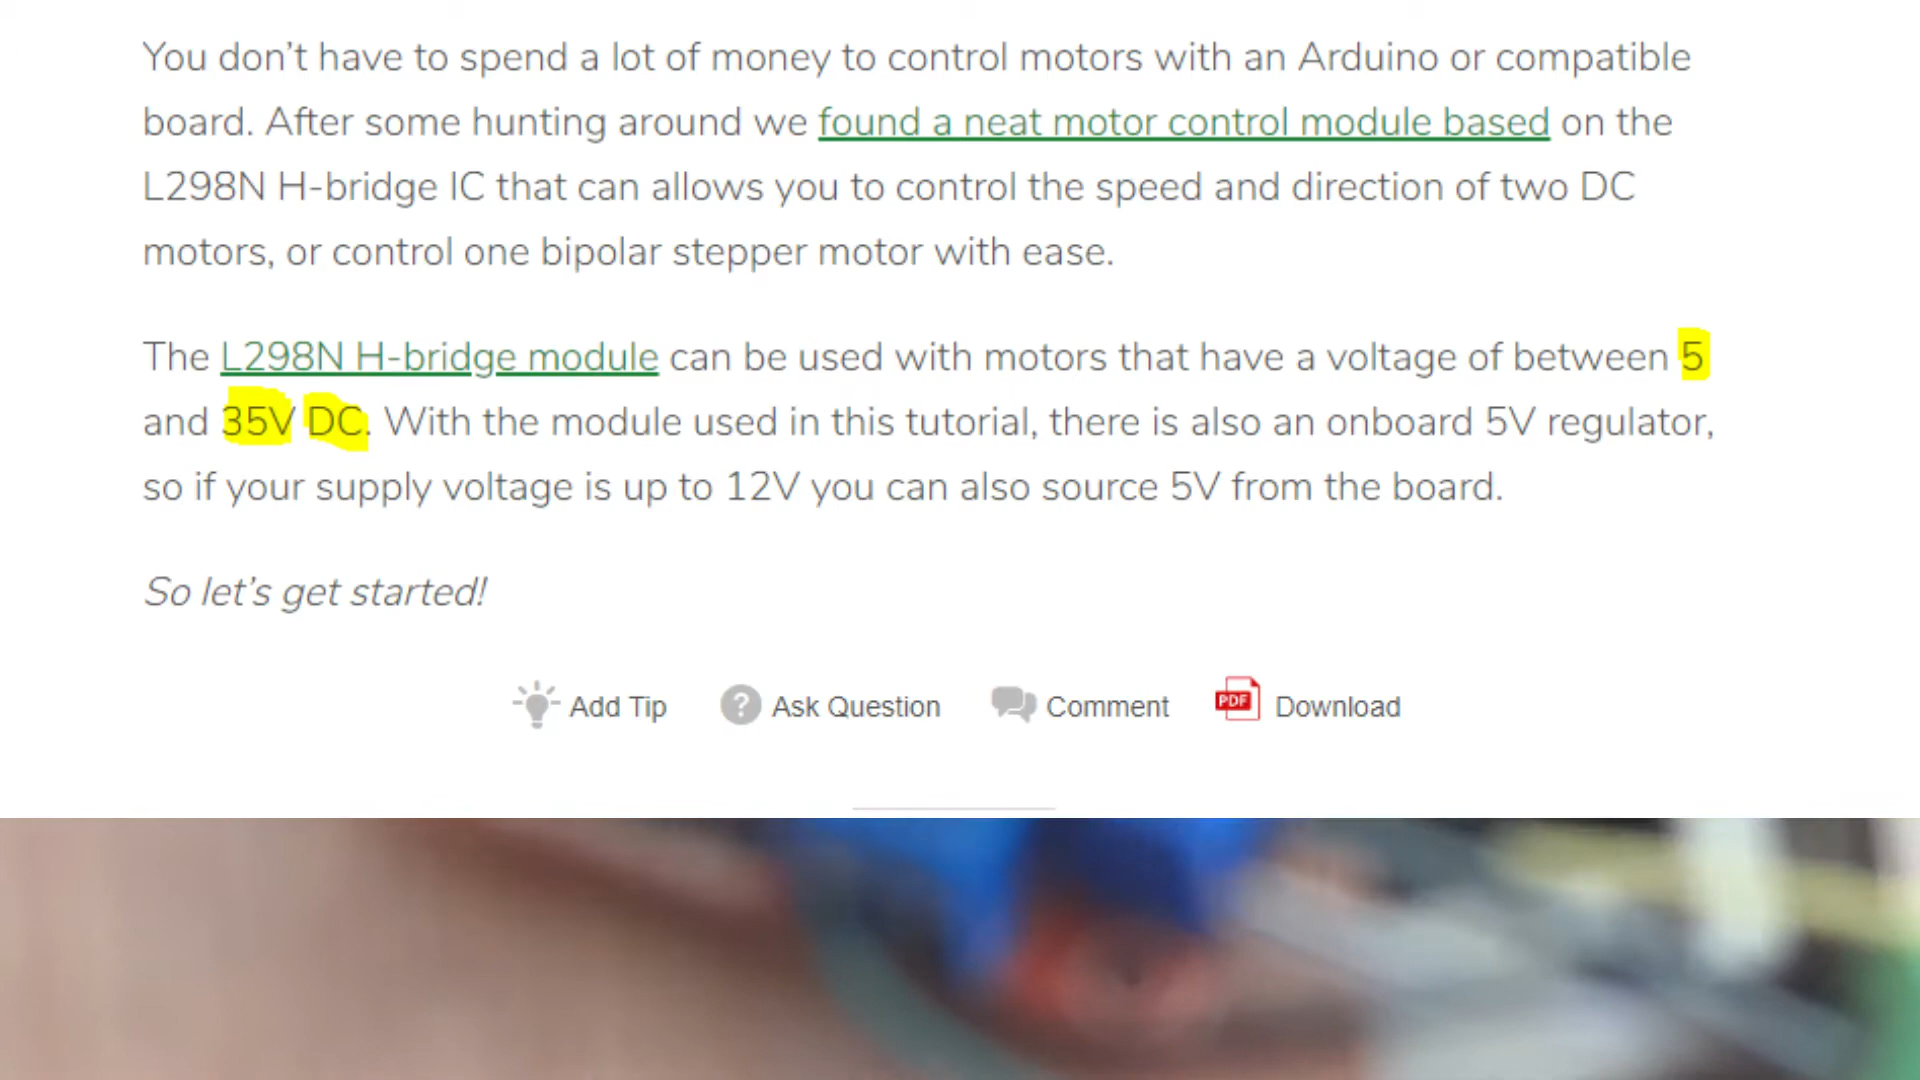 You don’t have to spend a lot of money to control motors with an Arduino or compatible
board. After some hunting around we found a neat motor control module based on the
L298N H-bridge IC that can allows you to control the speed and direction of two DC
motors, or control one bipolar stepper motor with ease.
The L298N H-bridge module can be used with motors that have a voltage of between 5
and 35V DC. With the module used in this tutorial, there is also an onboard 5V regulator,
so if your supply voltage is up to 12V you can also source 5V from the board.
So let’s get started!
Add Tip Ask Question Comment PDF Download